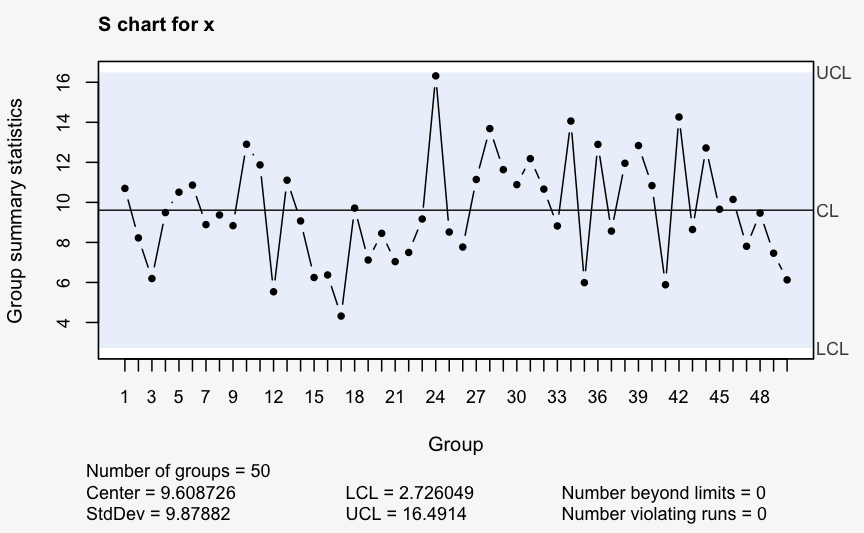 S chart for x
Group summary statistics
16
14
12
10
8
6
4
UCL
CL
LCL
1 3 5 7 9 12 15 18 21 24 27 30 33 36 39 42 45 48
Group
Number of groups = 50
Center = 9.608726 LCL = 2.726049 Number beyond limits = 0
StdDev = 9.87882 UCL = 16.4914 Number violating runs = 0